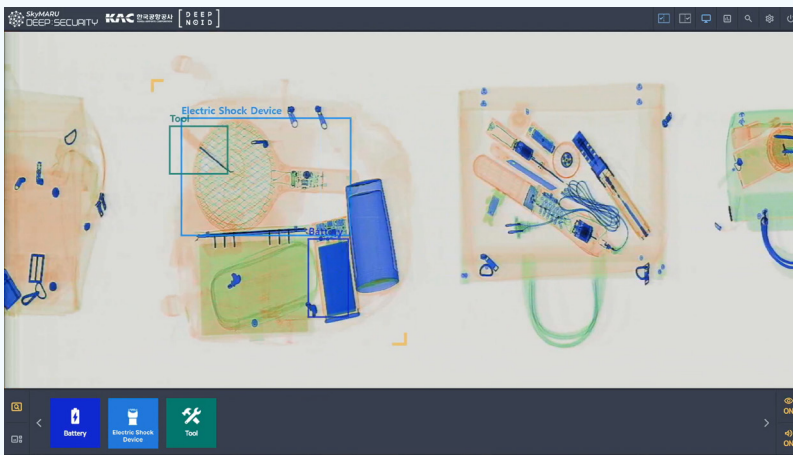 SKYMARU
DEEP:SECURITY
KAC 한국공항공사
DEEP
NOID
Electric Shock Device
Tool
Battery
Battery
Electric Shock
Device
Tool
ON
ON